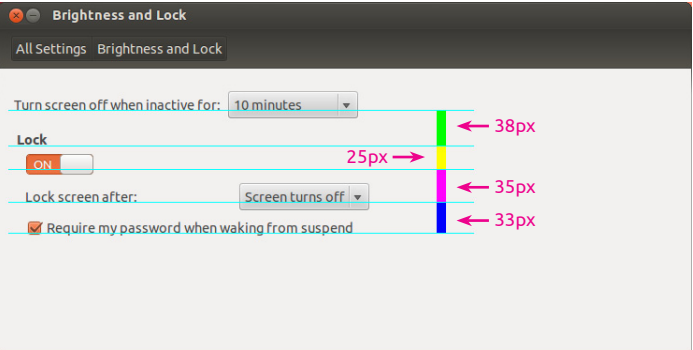 Brightness and Lock
All Settings Brightness and Lock
Turn screen off when inactive for: 10 minutes
38px
Lock
25px
ON
35px
Lock screen after: Screen turns off
33px
Require my password when waking from suspend